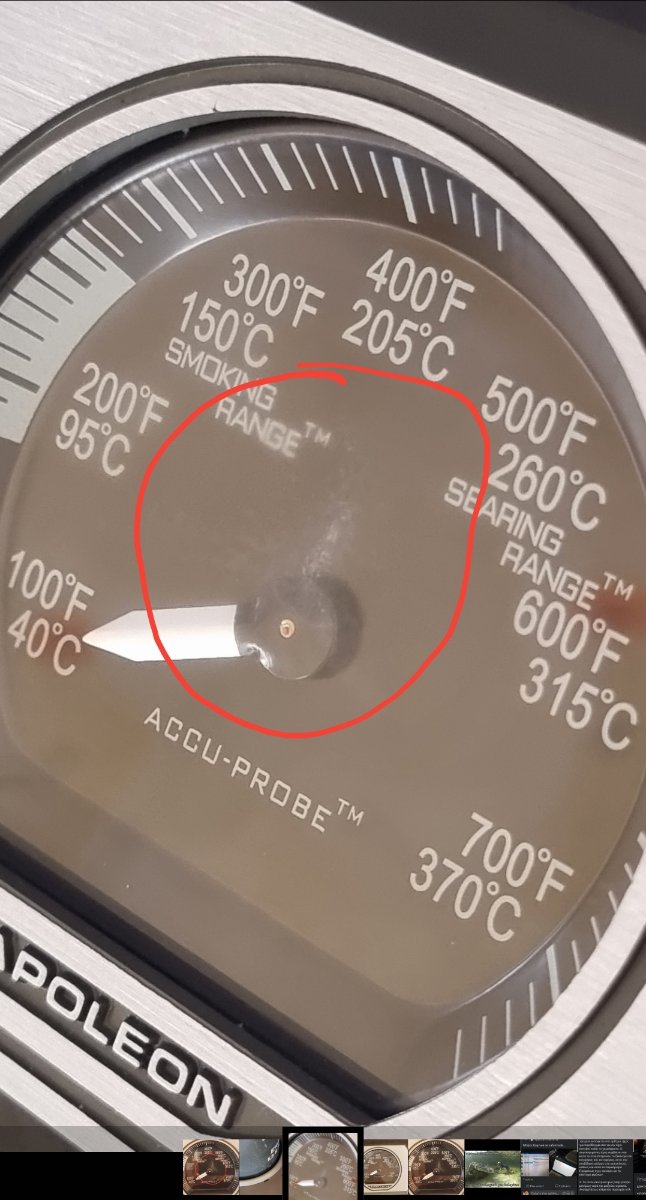 300°F
150°C
SMOKING
RANGE™
400°F
205°C
200°F
95°C
500°F
260°C
SEARING
RANGE™
100°F
40°C
600°F
315°C
ACCU-PROBE™
700°F
370°C
APOLEON